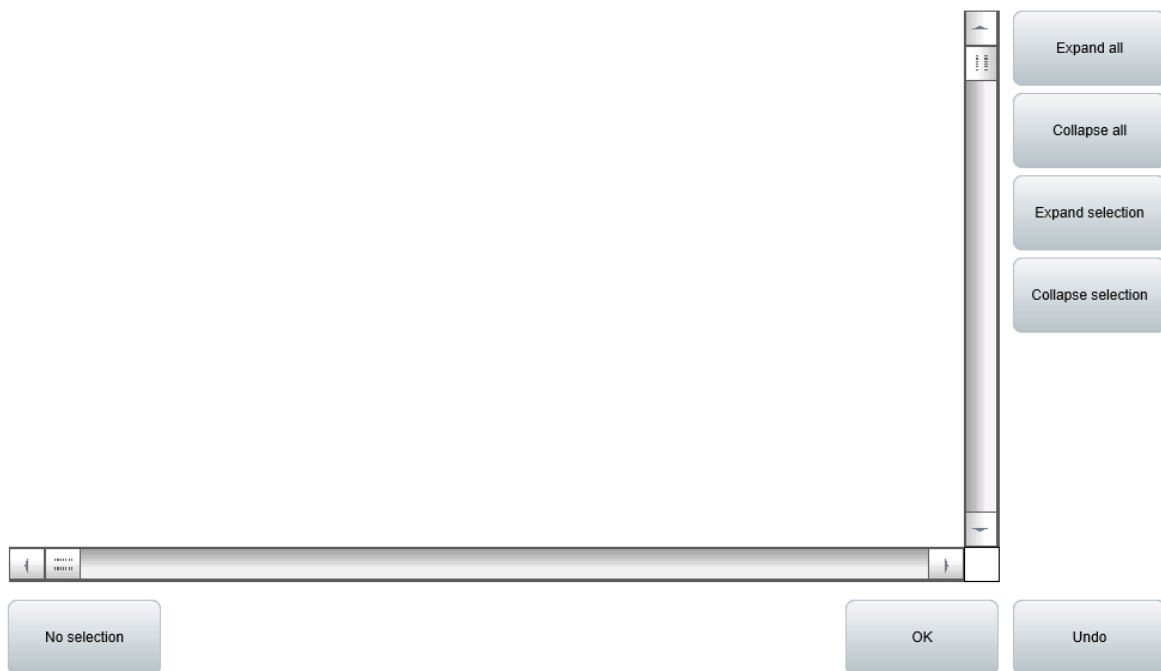 Expand all
Collapse all
Expand selection
Collapse selection
No selection
OK
Undo